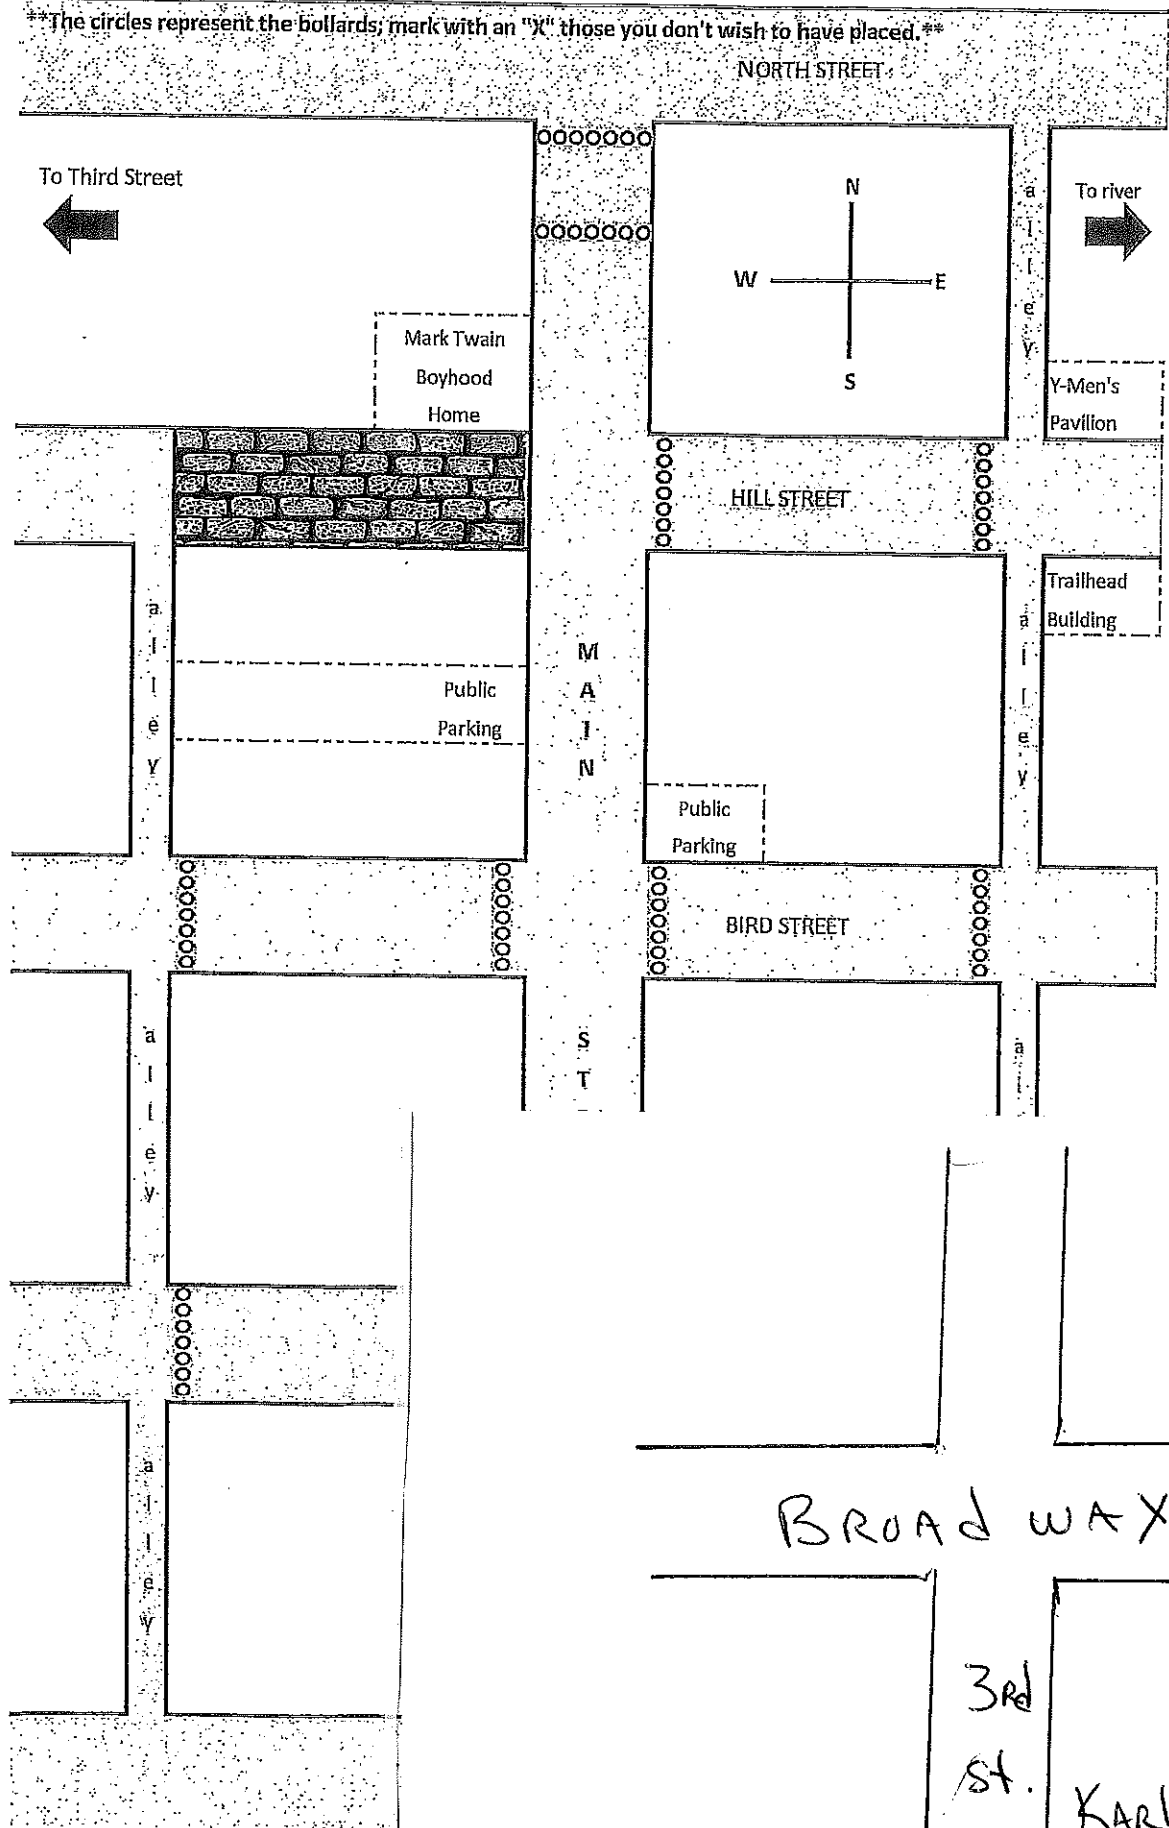 **The circles represent the bollards; mark with an "X" those you don't wish to have placed.**
NORTH STREET
To Third Street
N
W
E
S
alley
To river
Mark Twain
Boyhood
Home
Y-Men's
Pavilion
HILL STREET
alley
Public
Parking
MAIN
Trailhead
Building
alley
Public
Parking
BIRD STREET
alley
ST
a
alley
BROAdWAY
3Rd
St.